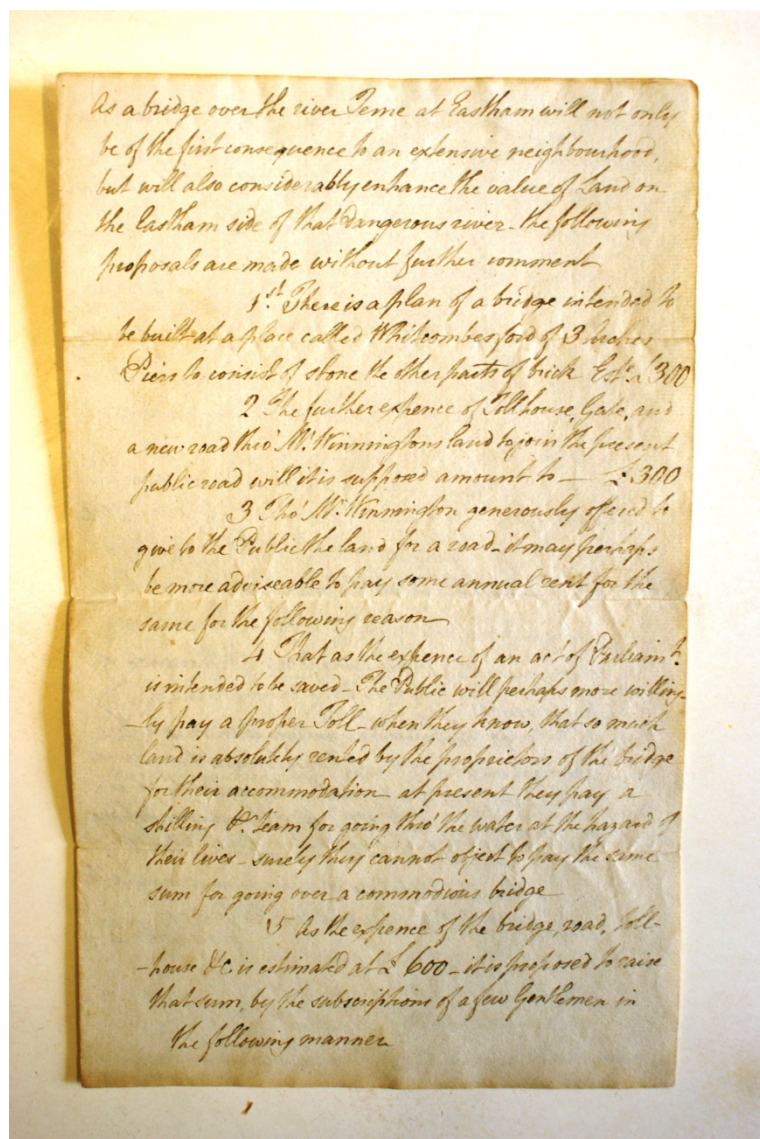 As a bridge over the river Teme at Eastham will not only
be of the first consequence to an extensive neighbourhood,
but will also considerably enhance the value of Land on
the Eastham side of that dangerous river - the following
proposals are made without further comment
1st. There is a plan of a bridge intended to
be built at a place called Whitcombes ford of 3 Arches
Piers to consist of stone the other parts of brick Estd. £300
2 The further expence of Tollhouse, Gate, and
a new road thro' Mr. Winningtons land to join the present
public road will it is supposed amount to — £300
3 Tho' Mr. Winnington generously offered to
give to the Public the land for a road - it may perhaps
be more adviseable to pay some annual rent for the
same for the following reason
4 That as the expence of an act of Parliamt.
is intended to be saved - The Public will perhaps more willing-
-ly pay a proper Toll - when they know, that so much
land is absolutely rented by the proprietors of the bridge
for their accommodation at present they pay a
shilling Pr. team for going thro' the water at the hazard of
their lives - surely they cannot object to pay the same
sum for going over a commodious bridge
5 As the expence of the bridge, road, toll-
-house &c is estimated at £600 - it is proposed to raise
that sum, by the subscriptions of a few Gentlemen in
the following manner